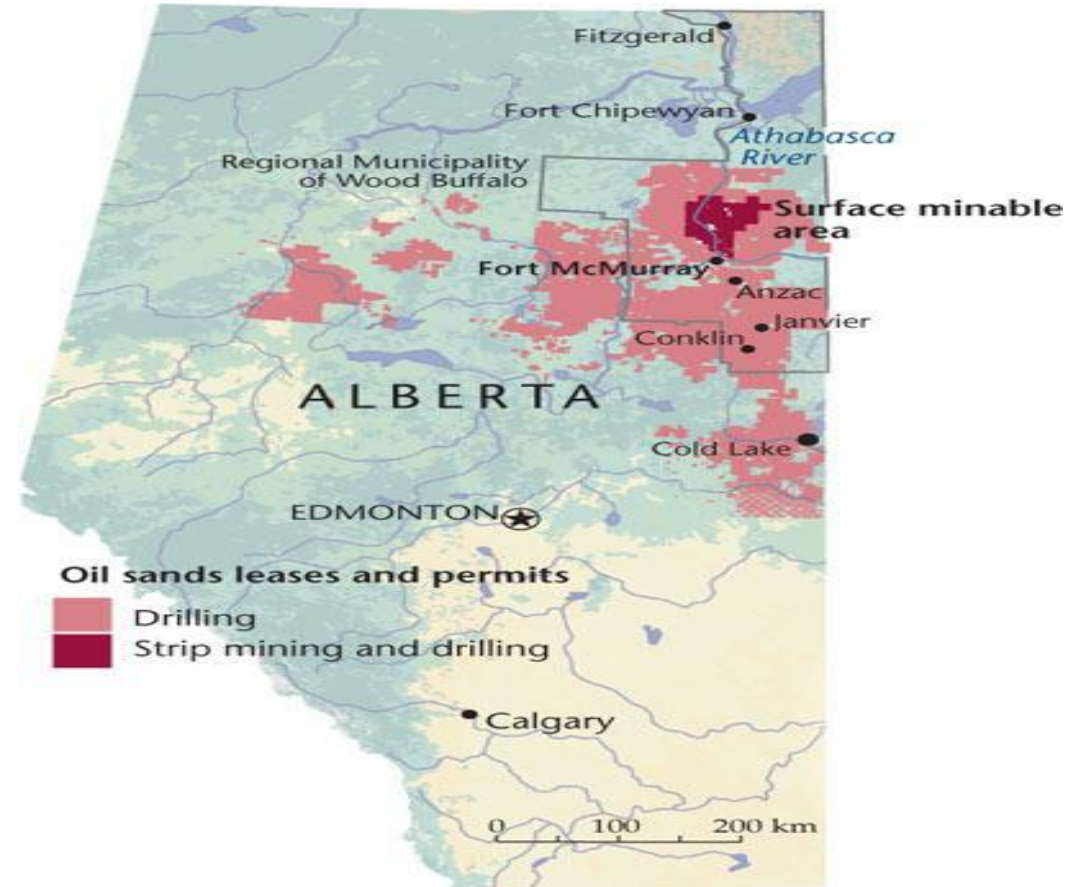 Fitzgerald
Fort Chipewyan
Athabasca
River
Regional Municipality
of Wood Buffalo
Surface minable
area
Fort McMurray
Anzac
Janvier
Conklin
ALBERTA
Cold Lake
EDMONTON
Oil sands leases and permits
Drilling
Strip mining and drilling
Calgary
0 100 200 km